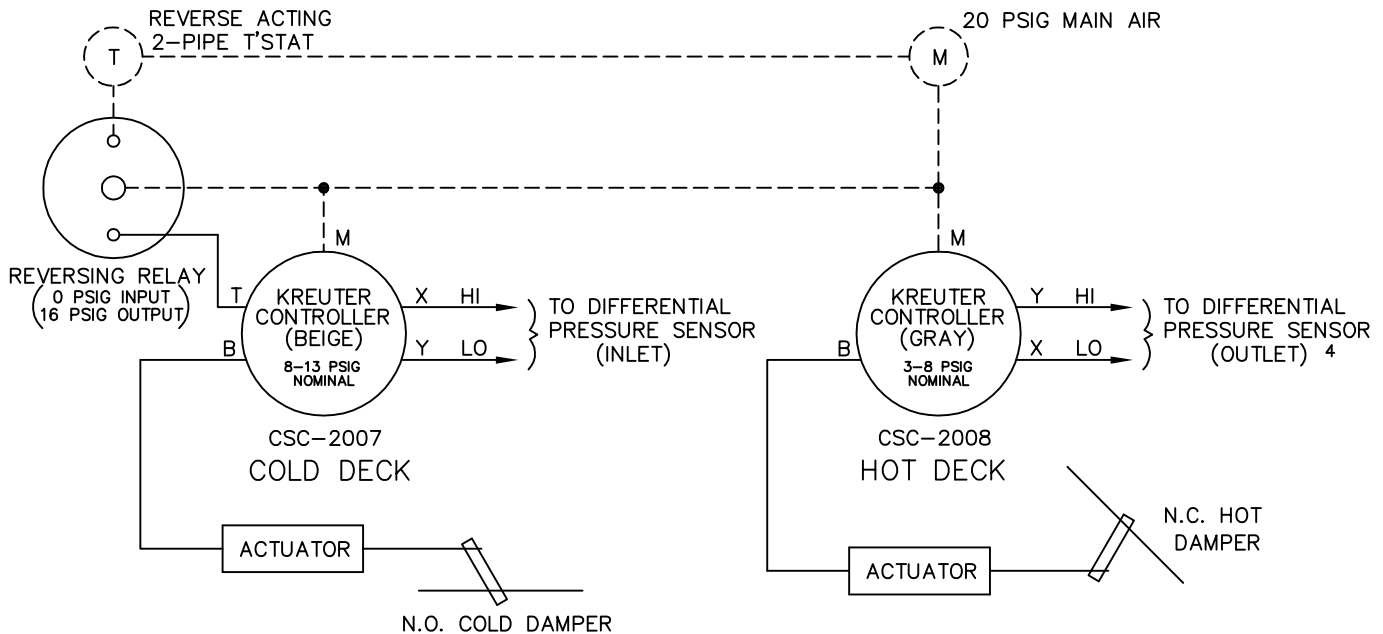 REVERSE ACTING
2-PIPE T'STAT
T
20 PSIG MAIN AIR
M
REVERSING RELAY
(0 PSIG INPUT
16 PSIG OUTPUT)
M
T
B
KREUTER
CONTROLLER
(BEIGE)
8-13 PSIG
NOMINAL
X HI
Y LO
TO DIFFERENTIAL
PRESSURE SENSOR
(INLET)
CSC-2007
COLD DECK
M
B
KREUTER
CONTROLLER
(GRAY)
3-8 PSIG
NOMINAL
Y HI
X LO
TO DIFFERENTIAL
PRESSURE SENSOR
(OUTLET) 4
CSC-2008
HOT DECK
ACTUATOR
N.O. COLD DAMPER
ACTUATOR
N.C. HOT
DAMPER